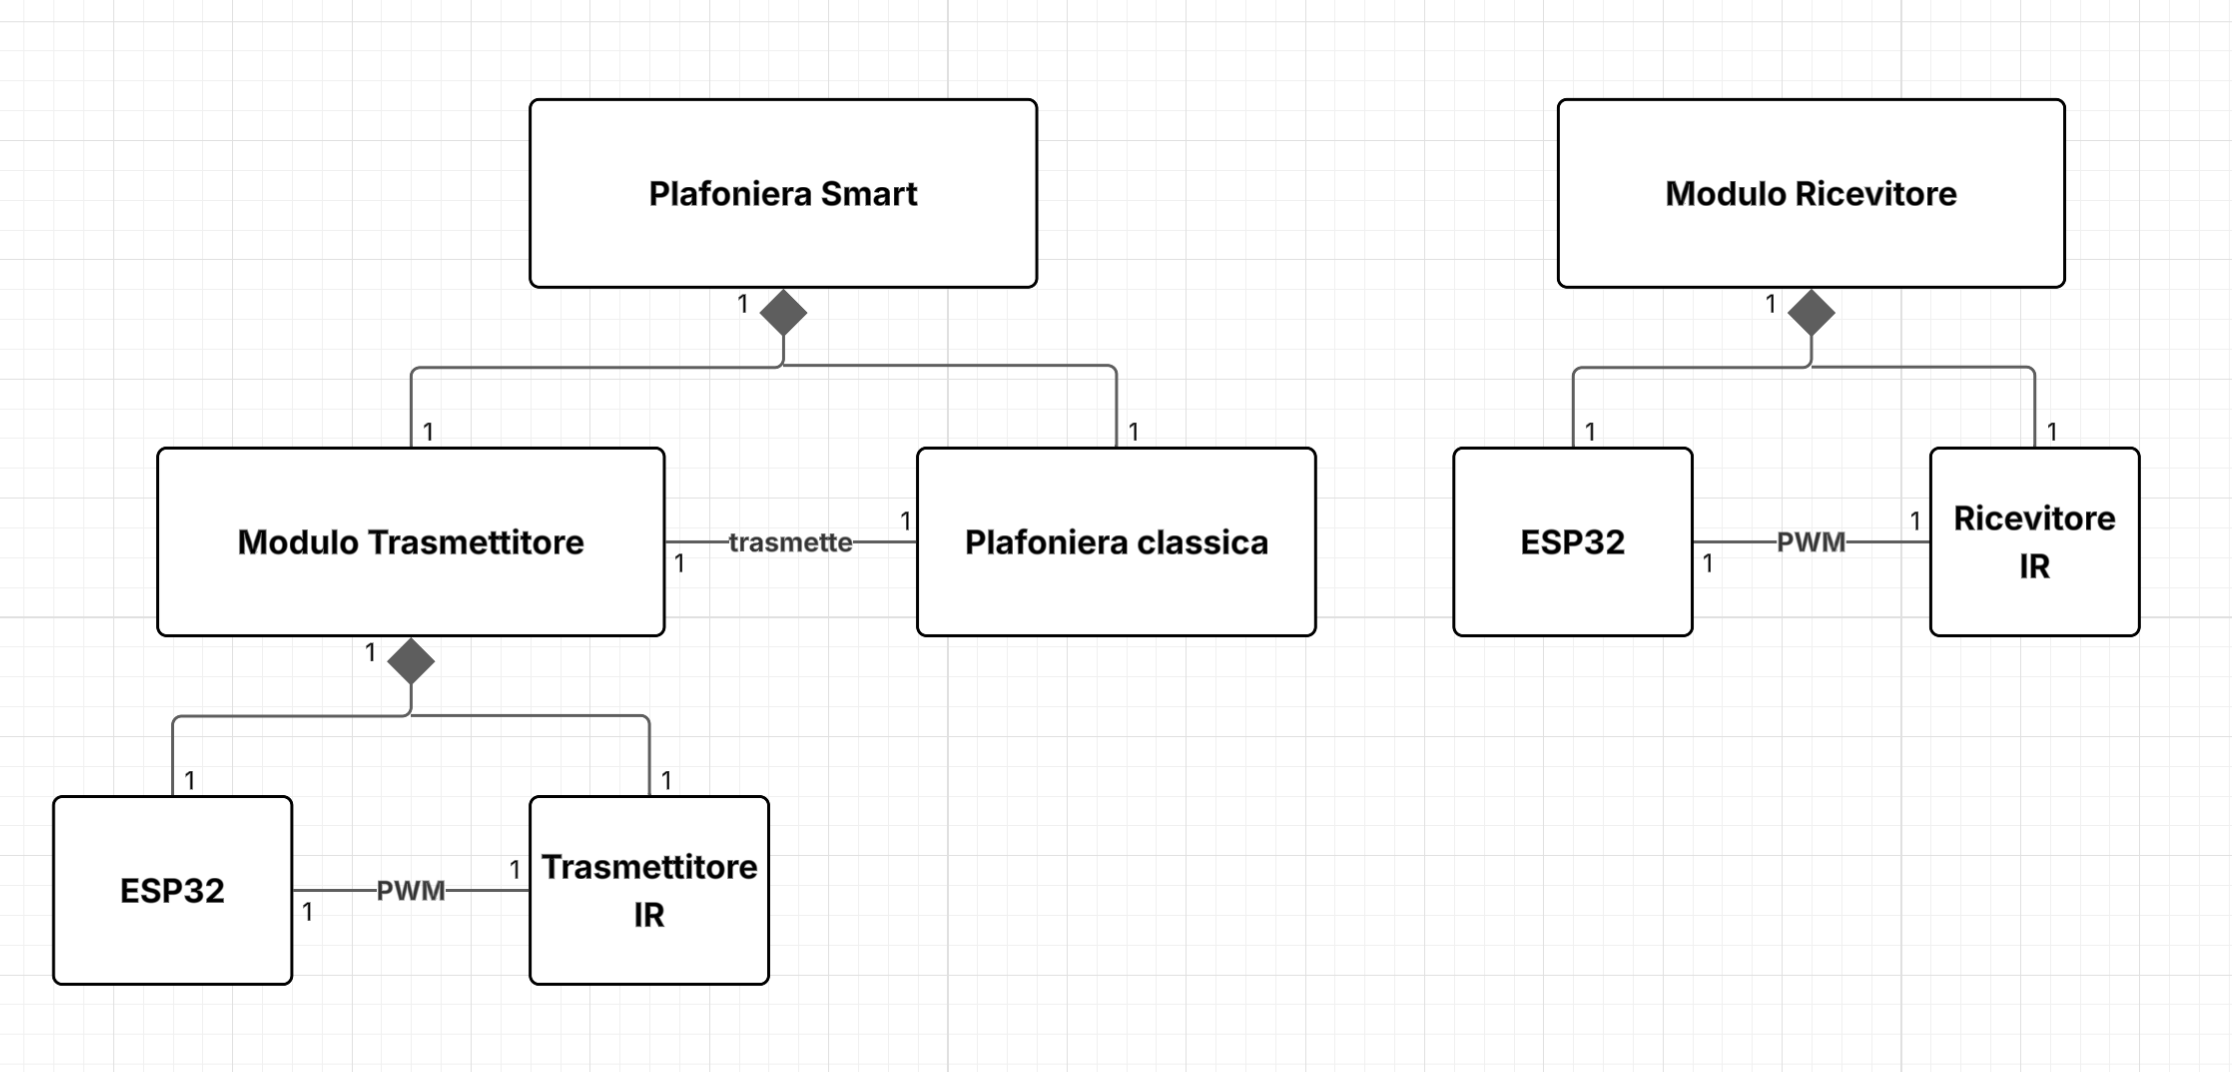 Plafoniera Smart
Modulo Ricevitore
1
1
1
1
1
1
Modulo Trasmettitore
1
trasmette
1
Plafoniera classica
ESP32
1
PWM
1
Ricevitore
IR
1
1
1
ESP32
1
PWM
1
Trasmettitore
IR